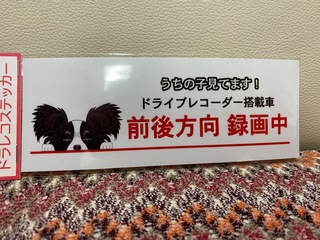 ドラレコステッカー
うちの子見てます！
ドライブレコーダー搭載車
前後方向 録画中